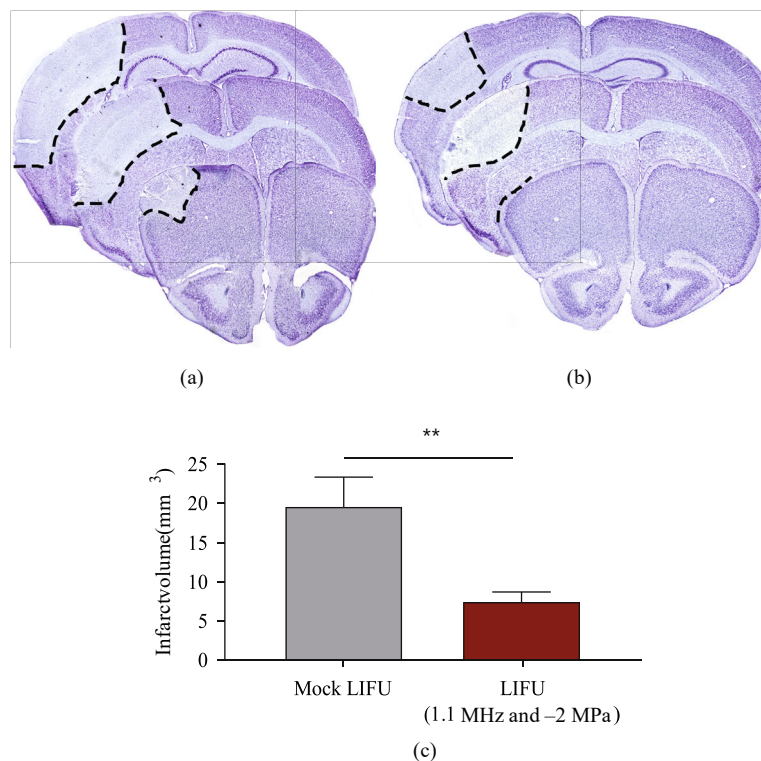 (a)
(b)
**
Infarctvolume(mm 3)
25
20
15
10
5
0
Mock LIFU
LIFU
(1.1 MHz and –2 MPa)
(c)